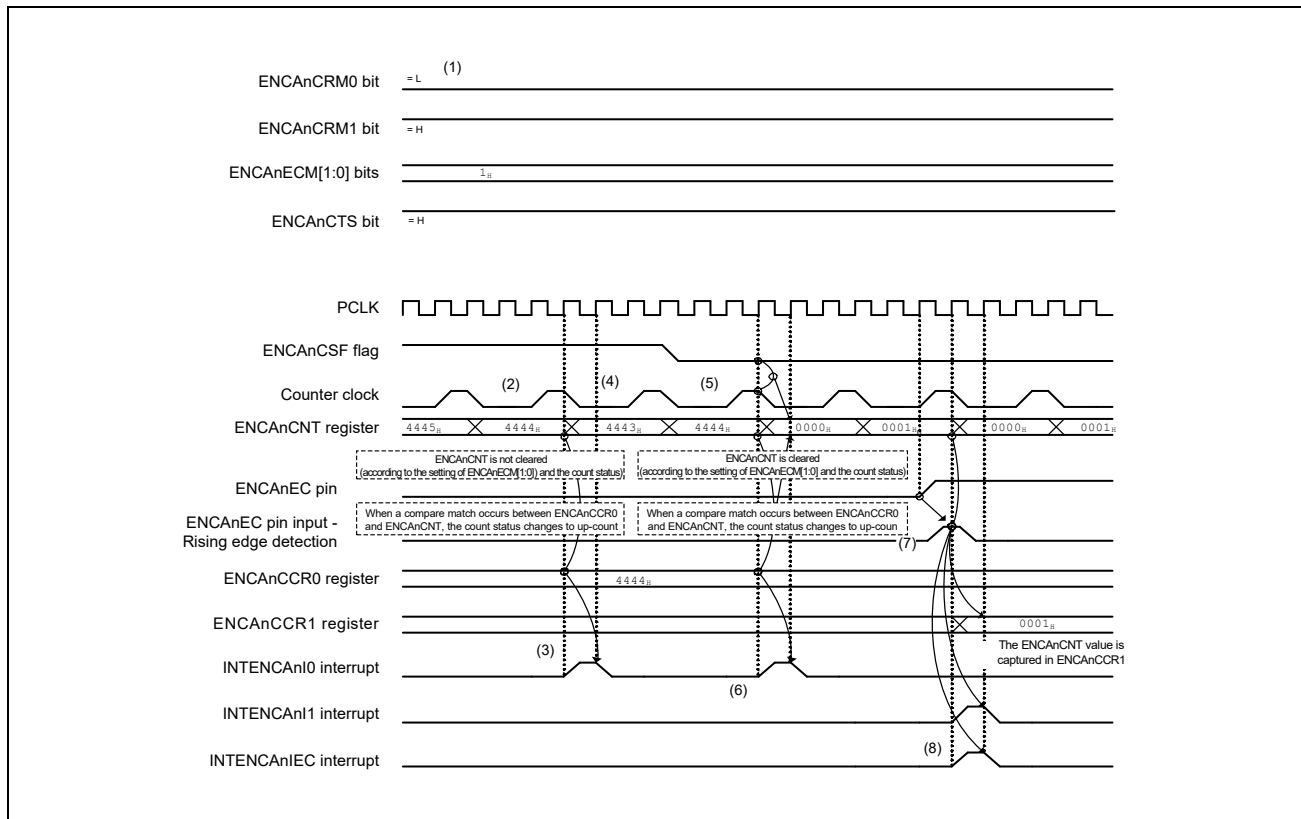 (1)
ENCAnCRM0 bit = L
ENCAnCRM1 bit = H
ENCAnECM[1:0] bits 1H
ENCAnCTS bit = H
PCLK
ENCAnCSF flag
Counter clock (2) (4) (5)
ENCAnCNT register 4445H 4444H 4443H 4444H 0000H 0001H 0000H 0001H
ENCAnCNT is not cleared
(according to the setting of ENCAnECM[1:0]) and the count status)
ENCAnCNT is cleared
(according to the setting of ENCAnECM[1:0] and the count status)
ENCAnEC pin
When a compare match occurs between ENCAnCCR0
and ENCAnCNT, the count status changes to up-count
When a compare match occurs between ENCAnCCR0
and ENCAnCNT, the count status changes to up-coun
ENCAnEC pin input -
Rising edge detection
(7)
ENCAnCCR0 register 4444H
ENCAnCCR1 register 0001H
The ENCAnCNT value is
captured in ENCAnCCR1
INTENCAnI0 interrupt (3) (6)
INTENCAnI1 interrupt
INTENCAnIEC interrupt (8)